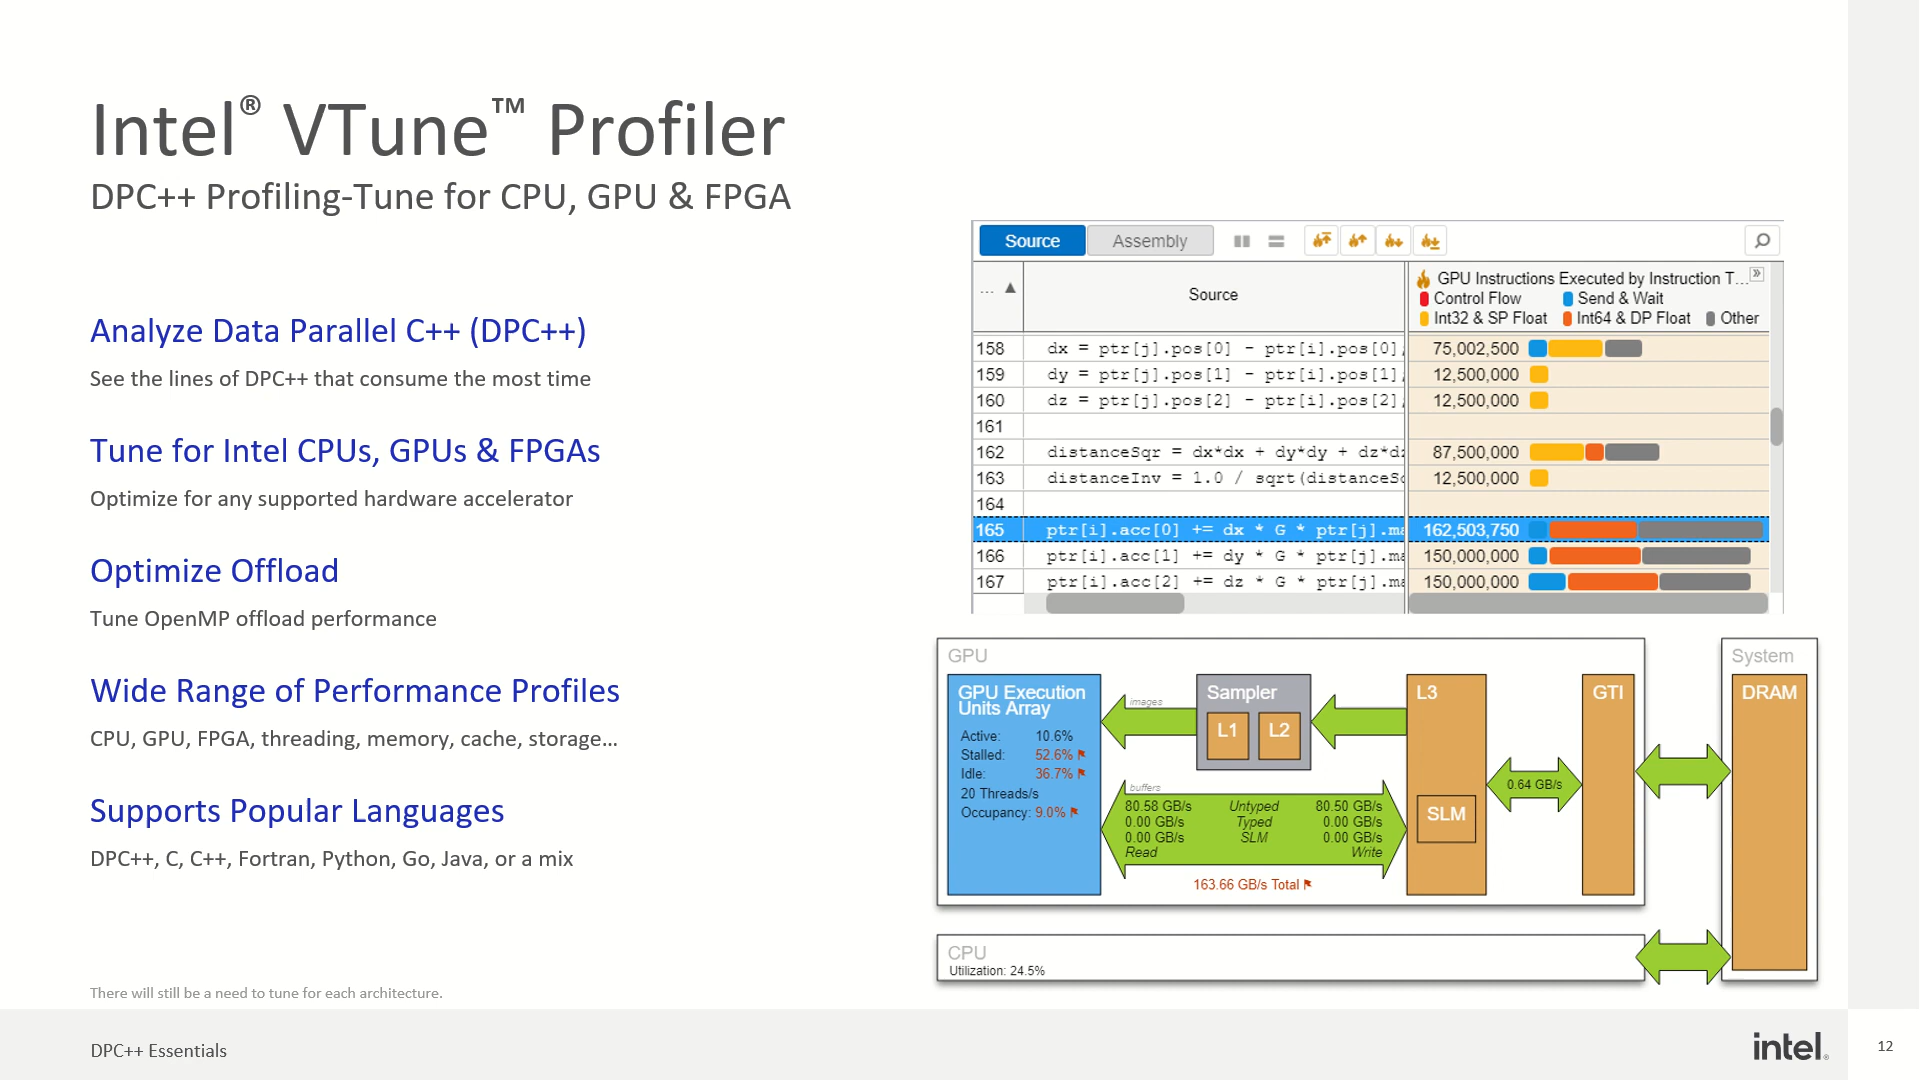 Intel® VTune™ Profiler
DPC++ Profiling-Tune for CPU, GPU & FPGA
Analyze Data Parallel C++ (DPC++)
See the lines of DPC++ that consume the most time
Tune for Intel CPUs, GPUs & FPGAs
Optimize for any supported hardware accelerator
Optimize Offload
Tune OpenMP offload performance
Wide Range of Performance Profiles
CPU, GPU, FPGA, threading, memory, cache, storage…
Supports Popular Languages
DPC++, C, C++, Fortran, Python, Go, Java, or a mix
There will still be a need to tune for each architecture.
Source Assembly
... ▲ Source
GPU Instructions Executed by Instruction T... »
Control Flow Send & Wait
Int32 & SP Float Int64 & DP Float Other
158 dx = ptr[j].pos[0] - ptr[i].pos[0]; 75,002,500
159 dy = ptr[j].pos[1] - ptr[i].pos[1]; 12,500,000
160 dz = ptr[j].pos[2] - ptr[i].pos[2]; 12,500,000
161
162 distanceSqr = dx*dx + dy*dy + dz*dz 87,500,000
163 distanceInv = 1.0 / sqrt(distanceS 12,500,000
164
165 ptr[i].acc[0] += dx * G * ptr[j].ma 162,503,750
166 ptr[i].acc[1] += dy * G * ptr[j].ma 150,000,000
167 ptr[i].acc[2] += dz * G * ptr[j].ma 150,000,000
GPU
GPU Execution
Units Array
Active: 10.6%
Stalled: 52.6%
Idle: 36.7%
20 Threads/s
Occupancy: 9.0%
images
Sampler
L1 L2
buffers
80.58 GB/s Untyped 80.50 GB/s
0.00 GB/s Typed 0.00 GB/s
0.00 GB/s SLM 0.00 GB/s
Read Write
163.66 GB/s Total
L3
SLM
0.64 GB/s
GTI
System
DRAM
CPU
Utilization: 24.5%
DPC++ Essentials
intel®
12